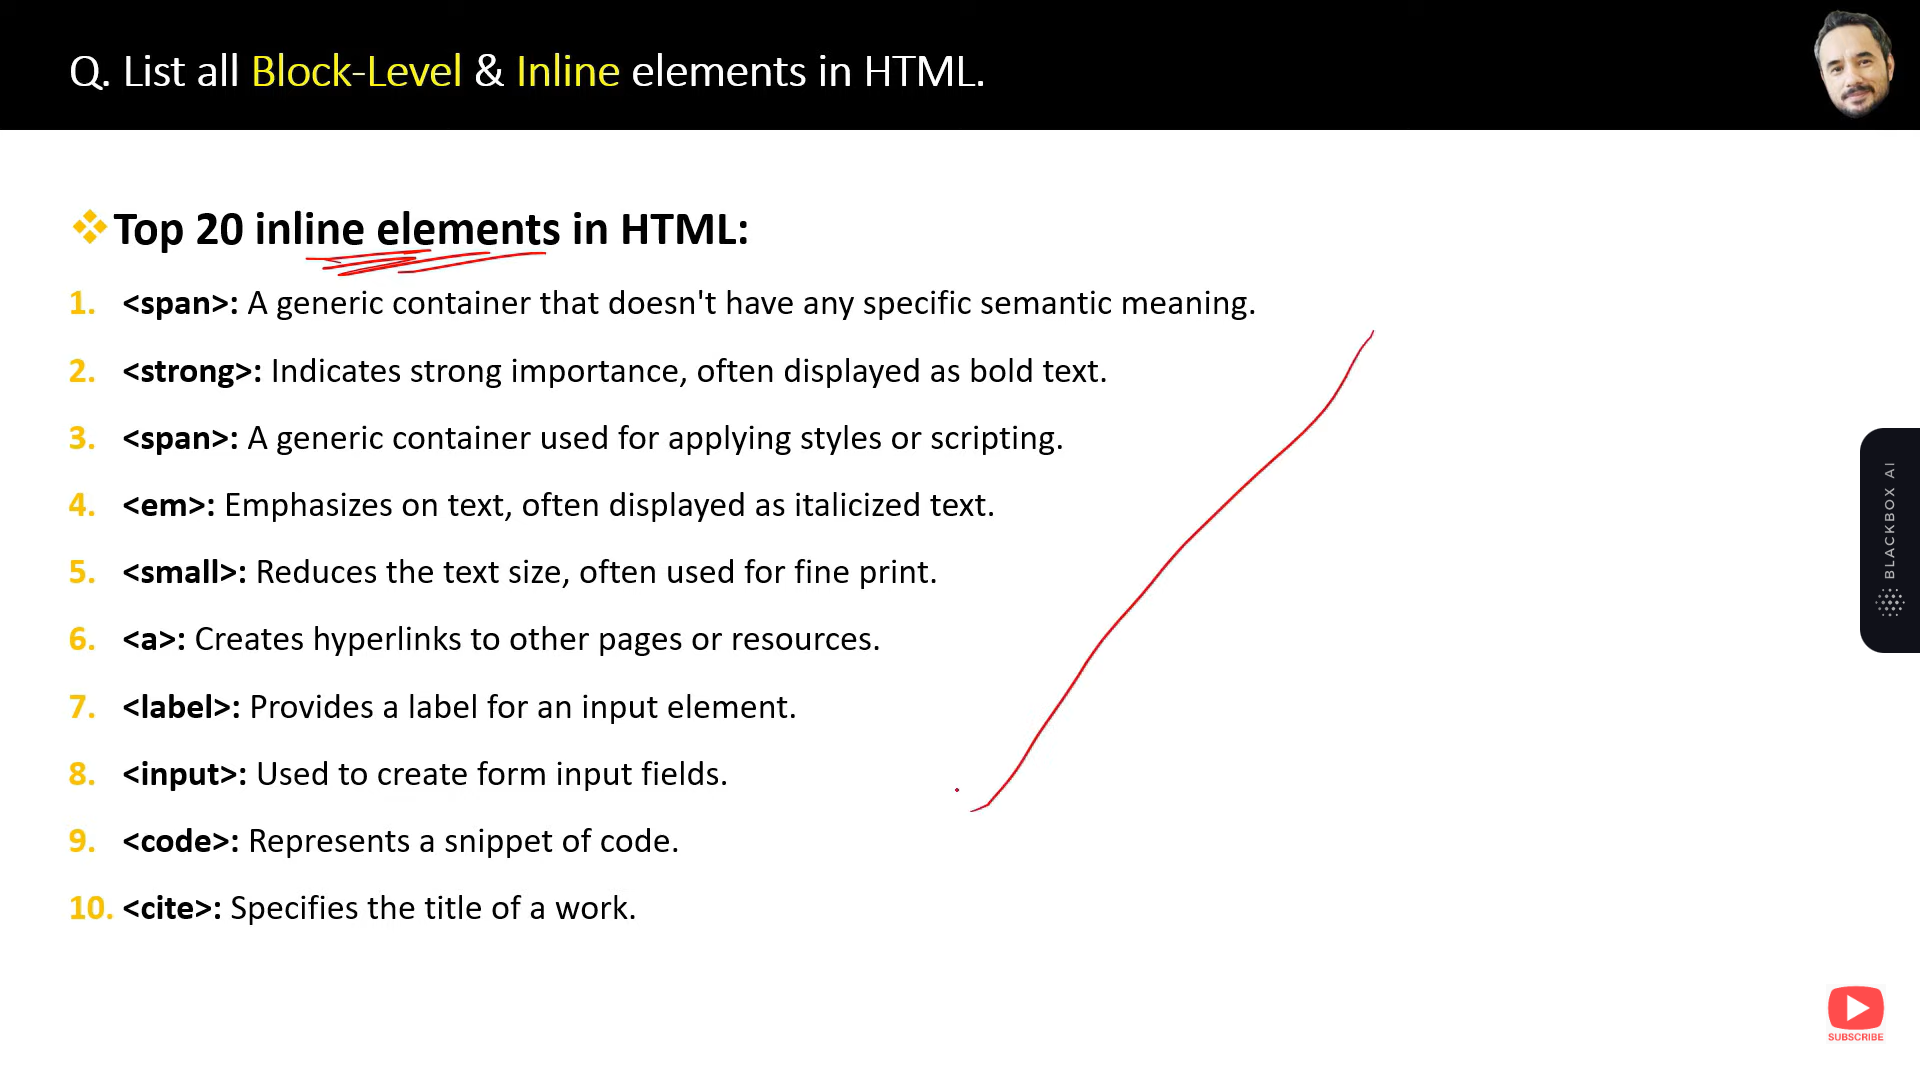 Q. List all Block-Level & Inline elements in HTML.
Top 20 inline elements in HTML:
1. <span>: A generic container that doesn't have any specific semantic meaning.
2. <strong>: Indicates strong importance, often displayed as bold text.
3. <span>: A generic container used for applying styles or scripting.
4. <em>: Emphasizes on text, often displayed as italicized text.
5. <small>: Reduces the text size, often used for fine print.
6. <a>: Creates hyperlinks to other pages or resources.
7. <label>: Provides a label for an input element.
8. <input>: Used to create form input fields.
9. <code>: Represents a snippet of code.
10. <cite>: Specifies the title of a work.
BLACKBOX AI
SUBSCRIBE